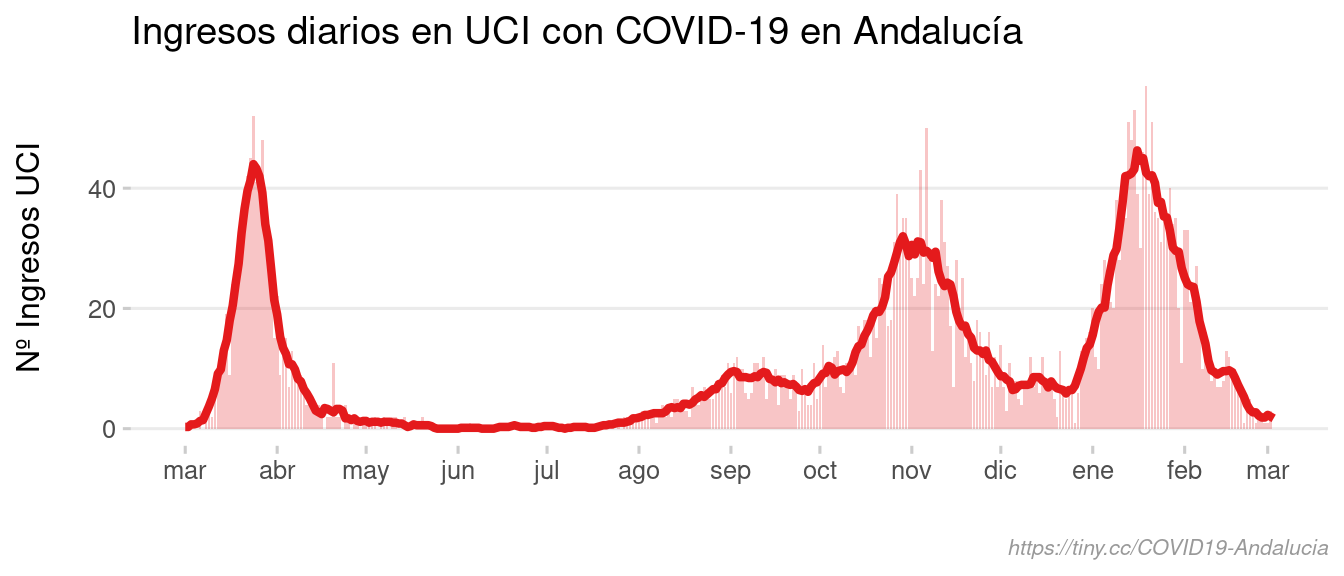 Ingresos diarios en UCI con COVID-19 en Andalucía
Nº Ingresos UCI
40
20
0
mar abr may jun jul ago sep oct nov dic ene feb mar
https://tiny.cc/COVID19-Andalucia